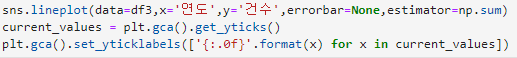 sns.lineplot(data=df3,x='연도',y='건수',errorbar=None,estimator=np.sum)
current_values = plt.gca().get_yticks()
plt.gca().set_yticklabels(['{:.0f}'.format(x) for x in current_values])